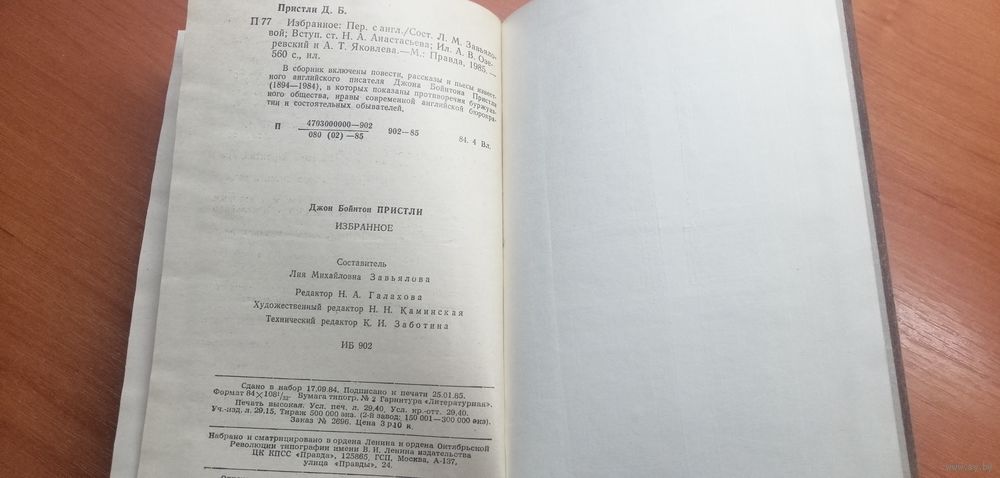 Пристли Д. Б.
П 77 Избранное: Пер. с англ./Сост. Л. М. Завьяло-
вой; Вступ. ст. Н. А. Анастасьева; Ил. А. В. Озе-
ревский и А. Т. Яковлева.—М.: Правда, 1985.—
560 с., ил.
В сборник включены повести, рассказы и пьесы извест-
ного английского писателя Джона Бойнтона Пристли
(1894—1984), в которых показаны противоречия буржуаз-
ного общества, нравы современной английской бюрокра-
тии и состоятельных обывателей.
П 4703000000—902 902—85
080 (02) —85
84. 4 Вл.
Джон Бойнтон ПРИСТЛИ
ИЗБРАННОЕ
Составитель
Лия Михайловна Завьялова
Редактор Н. А. Галахова
Художественный редактор Н. Н. Каминская
Технический редактор К. И. Заботина
ИБ 902
Сдано в набор 17.09.84. Подписано к печати 25.01.85.
Формат 84×108¹/₃₂. Бумага типогр. № 2 Гарнитура «Литературная».
Печать высокая. Усл. печ. л. 29,40. Усл. кр.-отт. 29,40.
Уч.-изд. л. 29,15. Тираж 500 000 экз. (2-й завод: 150 001—300 000 экз).
Заказ № 2696. Цена 3 р. 10 к.
Набрано и сматрицировано в ордена Ленина и ордена Октябрьской
Революции типографии имени В. И. Ленина издательства
ЦК КПСС «Правда», 125865, ГСП, Москва, А-137,
улица «Правды», 24.